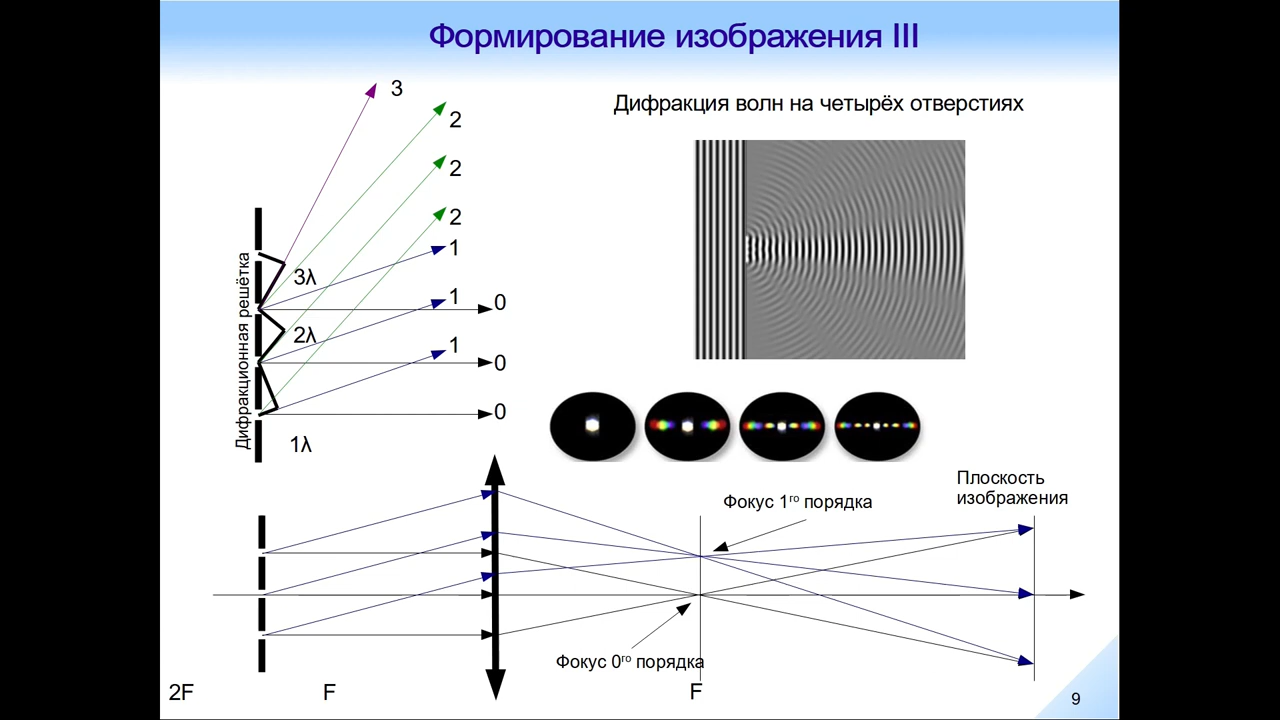 Формирование изображения III
3
Дифракция волн на четырёх отверстиях
2
2
2
1
Дифракционная решётка
3λ
1
0
2λ
1
0
0
1λ
Плоскость
изображения
Фокус 1го порядка
Фокус 0го порядка
2F
F
F
9